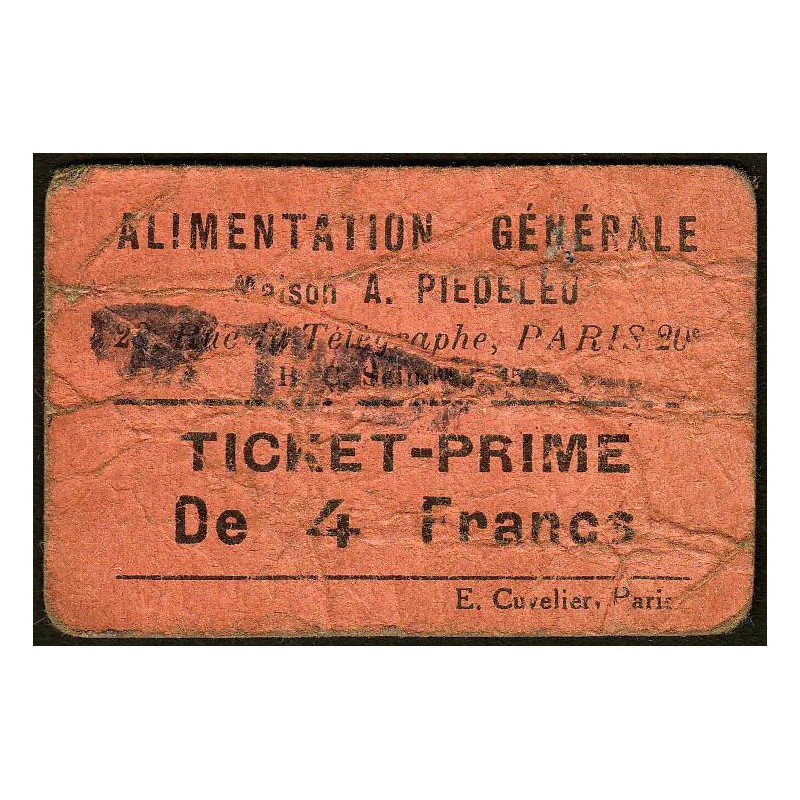 ALIMENTATION GÉNÉRALE
Maison A. PIEDELEU
Rue du Télégraphe, PARIS 20e
TICKET-PRIME
De 4 Francs
E. Cuvelier, Paris